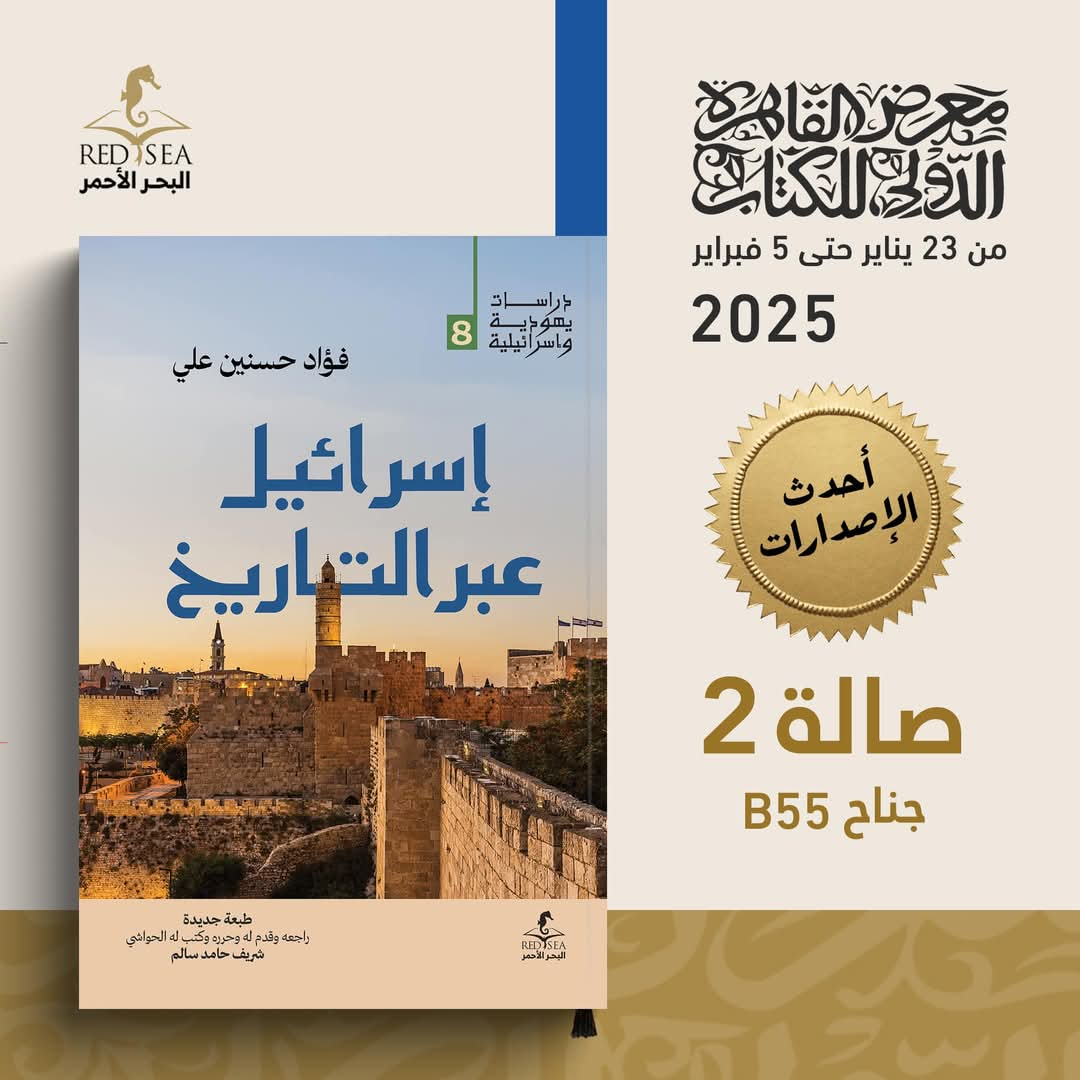 RED SEA
البحر الأحمر
معرض القاهرة
الدولي للكتاب
من 23 يناير حتى 5 فبراير
2025
دراسات
يهودية
وإسرائيلية
8
فؤاد حسنين علي
إسرائيل
عبر التاريخ
أحدث
الإصدارات
صالة 2
جناح B55
طبعة جديدة
راجعه وقدم له وحرره وكتب له الحواشي
شريف حامد سالم
RED SEA
البحر الأحمر